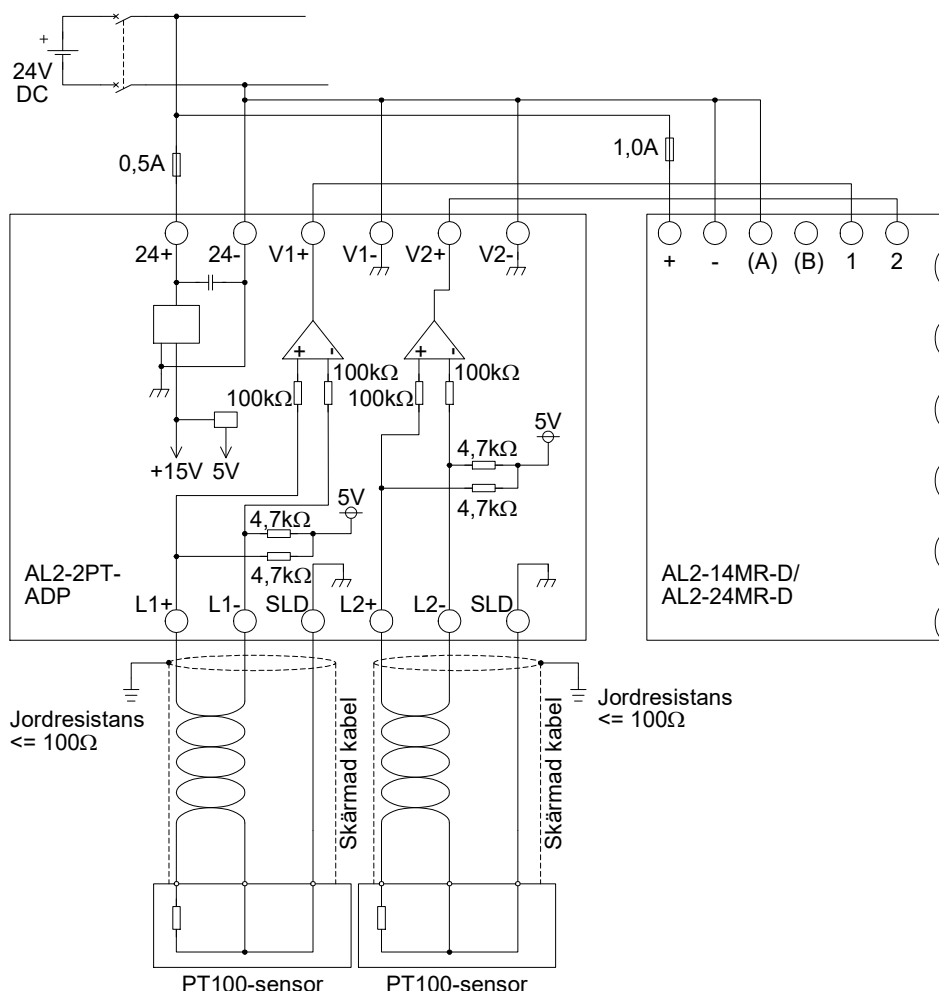 +
24V
DC
0,5A
1,0A
24+ 24- V1+ V1- V2+ V2-
+ - (A) (B) 1 2
+ -
+ -
100kΩ
100kΩ
100kΩ
100kΩ
+15V 5V
5V
4,7kΩ
4,7kΩ
5V
4,7kΩ
4,7kΩ
AL2-2PT-
ADP
AL2-14MR-D/
AL2-24MR-D
L1+ L1- SLD L2+ L2- SLD
Jordresistans
<= 100Ω
Skärmad kabel
Skärmad kabel
Jordresistans
<= 100Ω
PT100-sensor
PT100-sensor